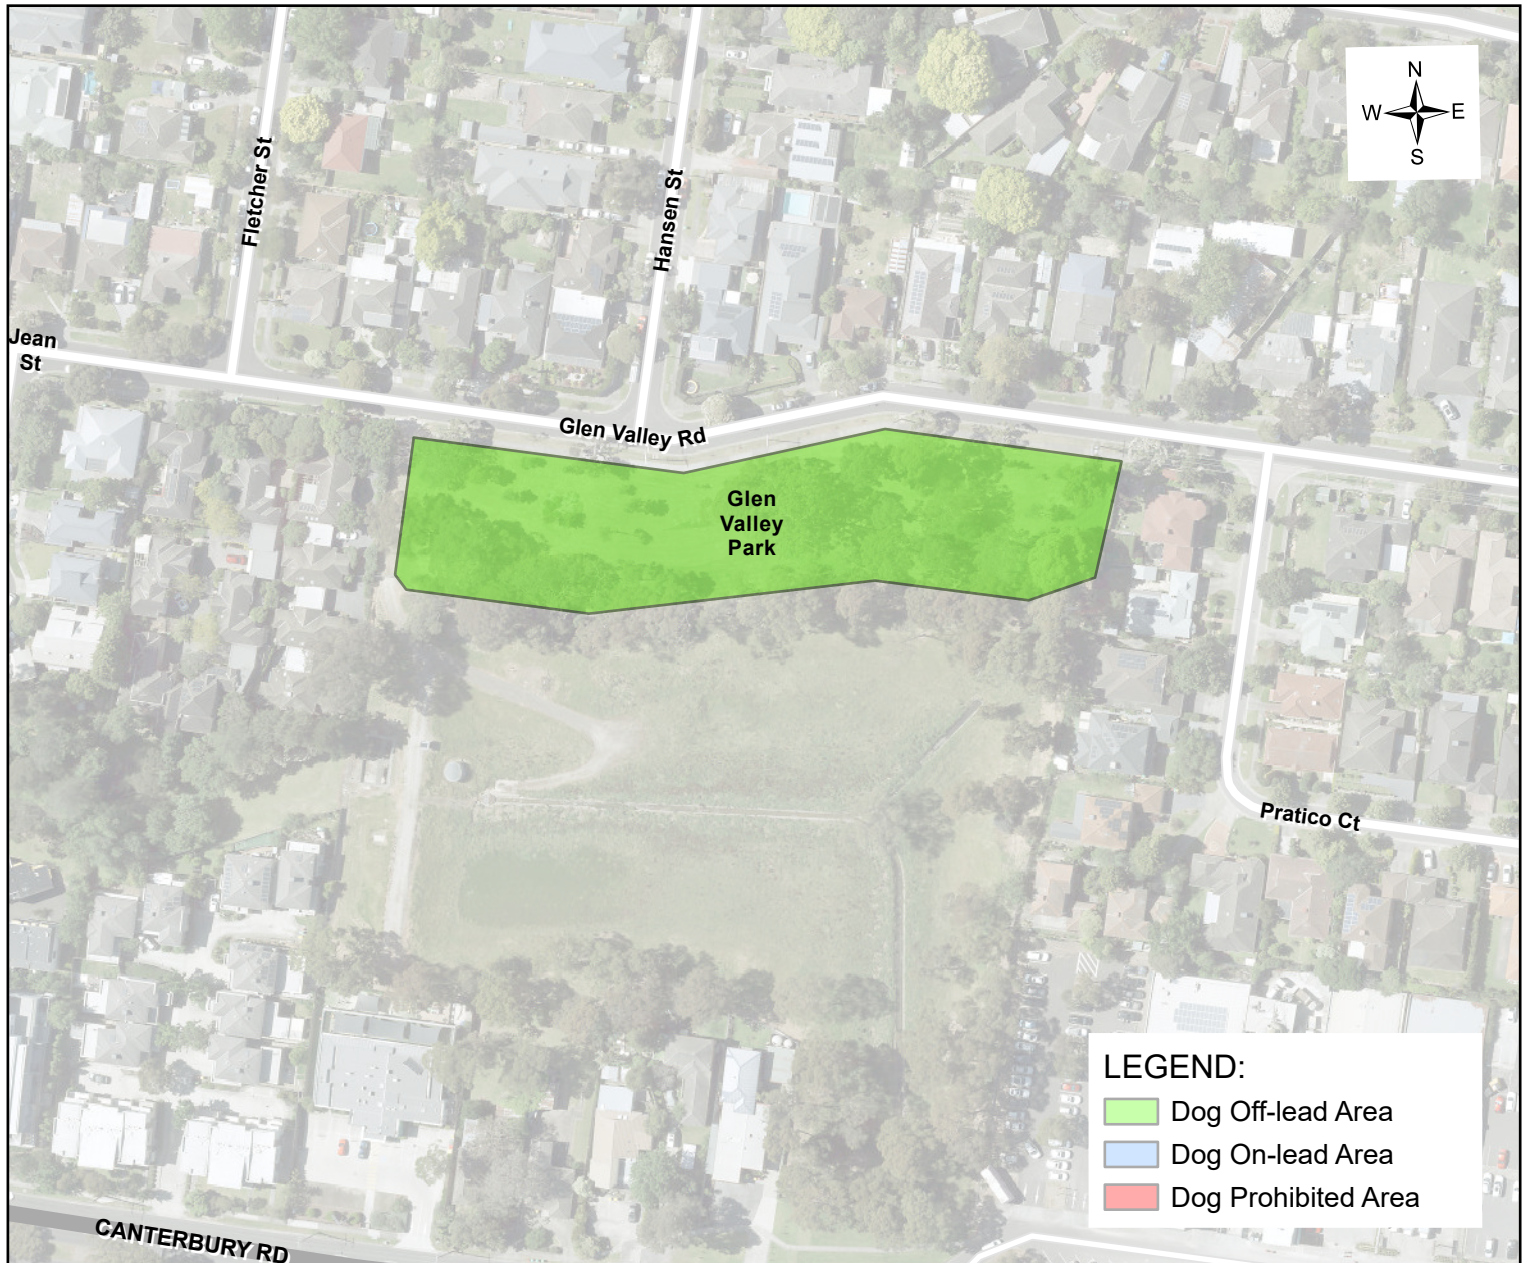 N
W E
S
Fletcher St
Hansen St
Jean
St
Glen Valley Rd
Glen
Valley
Park
Pratico Ct
LEGEND:
Dog Off-lead Area
Dog On-lead Area
Dog Prohibited Area
CANTERBURY RD